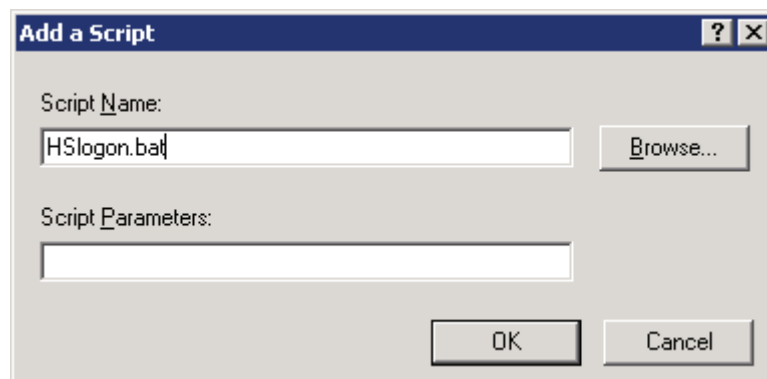 Add a Script
? X
Script Name:
HSlogon.bat
Browse...
Script Parameters:
OK Cancel